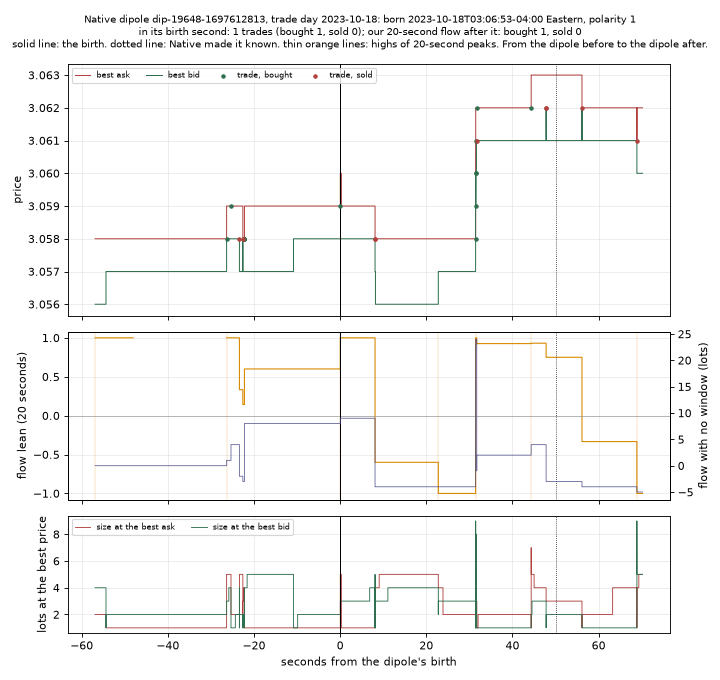 Native dipole dip-19648-1697612813, trade day 2023-10-18: born 2023-10-18T03:06:53-04:00 Eastern, polarity 1
in its birth second: 1 trades (bought 1, sold 0); our 20-second flow after it: bought 1, sold 0
solid line: the birth. dotted line: Native made it known. thin orange lines: highs of 20-second peaks. From the dipole before to the dipole after.
best ask
best bid
trade, bought
trade, sold
3.063
3.062
3.061
3.060
3.059
3.058
3.057
3.056
price
1.0
0.5
0.0
−0.5
−1.0
flow lean (20 seconds)
25
20
15
10
5
0
−5
flow with no window (lots)
size at the best ask
size at the best bid
8
6
4
2
lots at the best price
−60
−40
−20
0
20
40
60
seconds from the dipole's birth